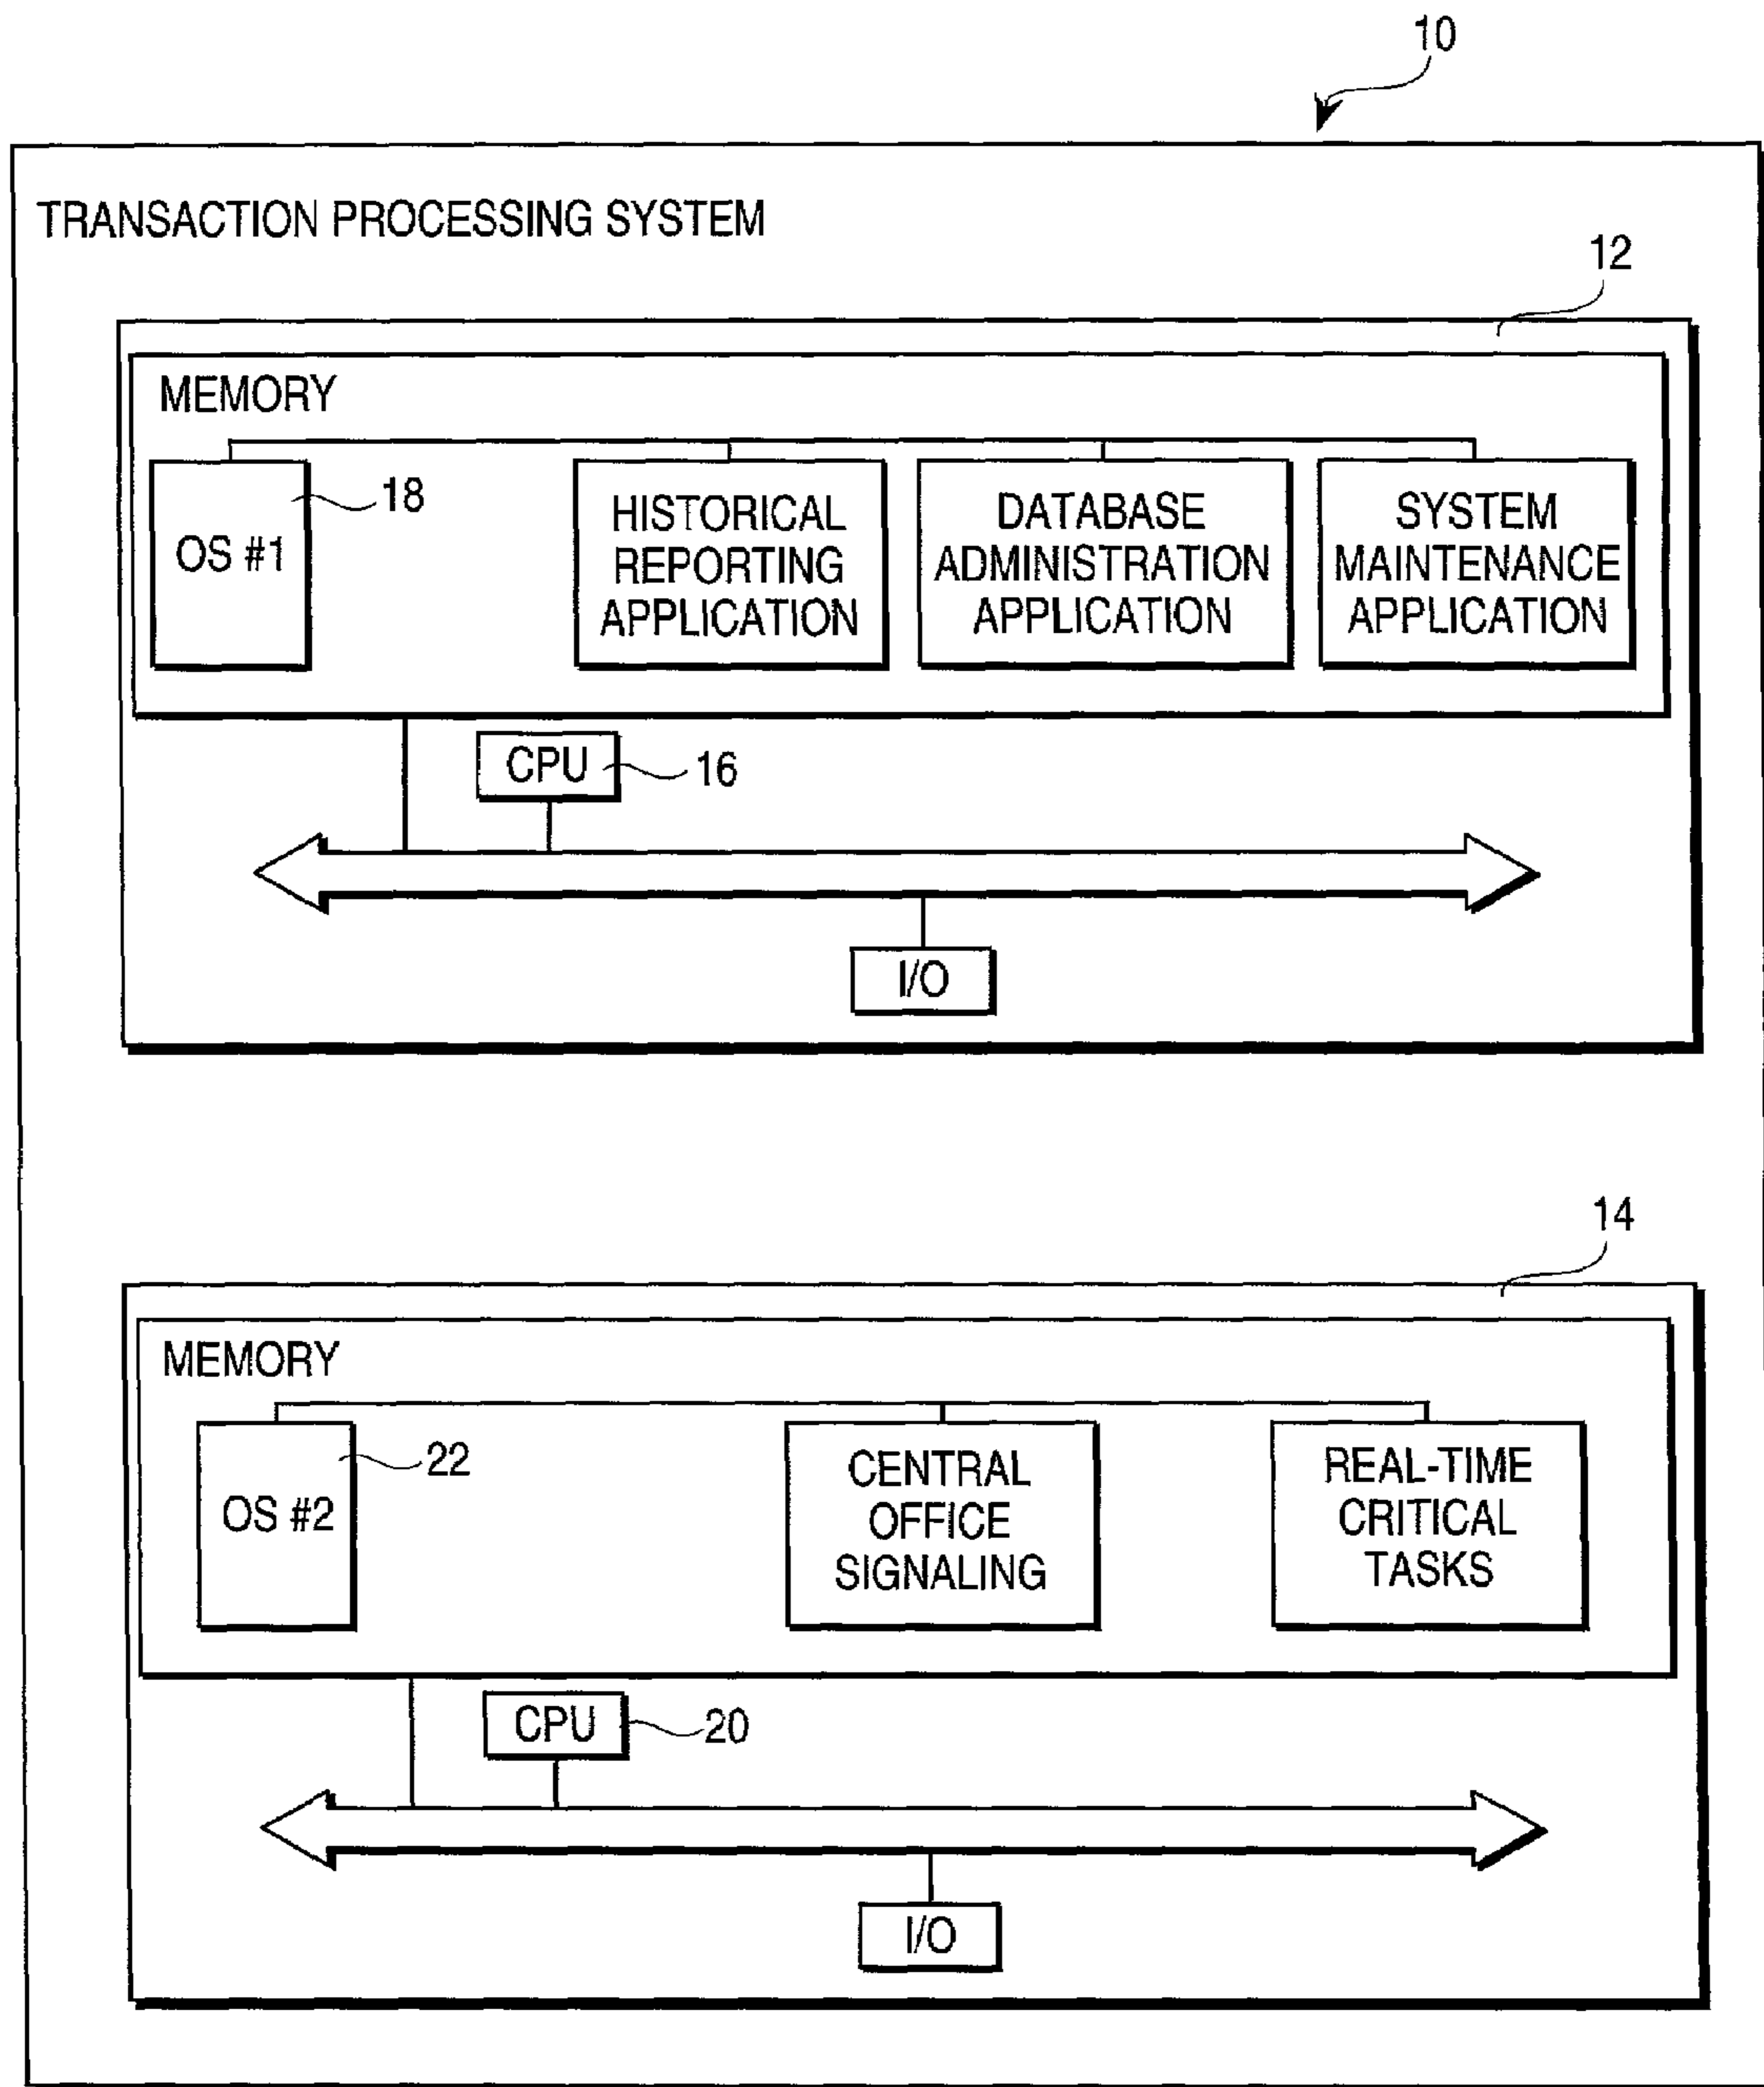 10
TRANSACTION PROCESSING SYSTEM
12
MEMORY
18
OS #1
HISTORICAL
REPORTING
APPLICATION
DATABASE
ADMINISTRATION
APPLICATION
SYSTEM
MAINTENANCE
APPLICATION
CPU
16
I/O
14
MEMORY
22
OS #2
CENTRAL
OFFICE
SIGNALING
REAL-TIME
CRITICAL
TASKS
CPU
20
I/O